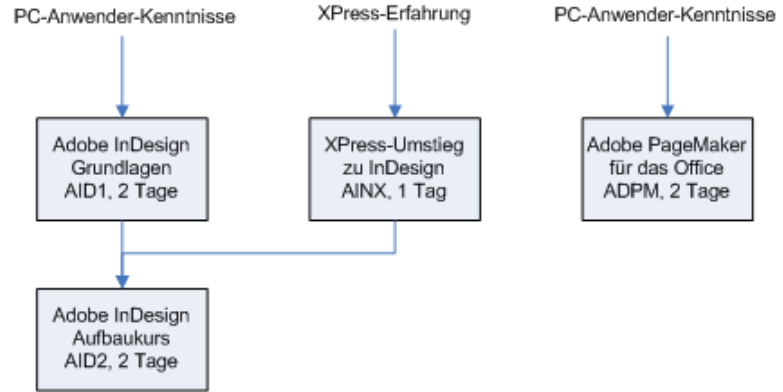 PC-Anwender-Kenntnisse
XPress-Erfahrung
PC-Anwender-Kenntnisse
Adobe InDesign
Grundlagen
AID1, 2 Tage
XPress-Umstieg
zu InDesign
AINX, 1 Tag
Adobe PageMaker
für das Office
ADPM, 2 Tage
Adobe InDesign
Aufbaukurs
AID2, 2 Tage